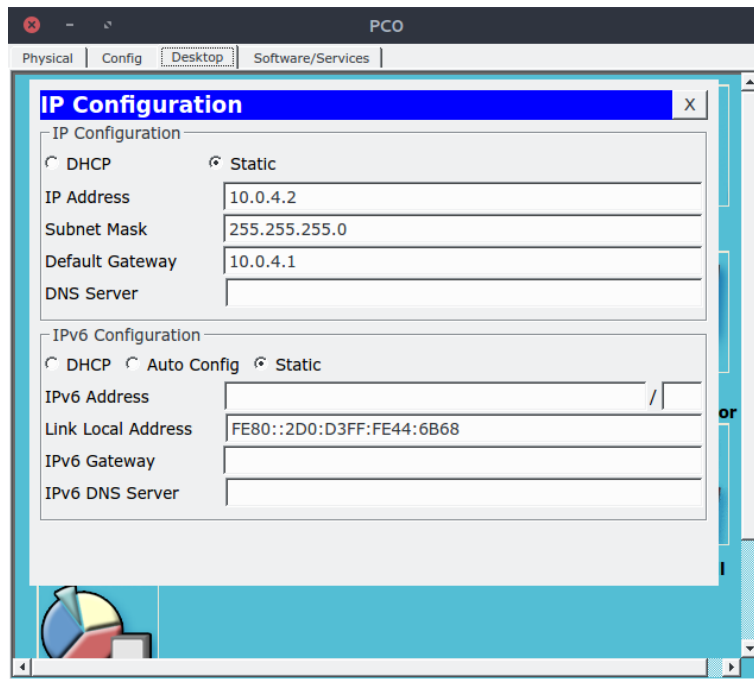 PCO
Physical Config Desktop Software/Services
IP Configuration X
IP Configuration
DHCP Static
IP Address 10.0.4.2
Subnet Mask 255.255.255.0
Default Gateway 10.0.4.1
DNS Server
IPv6 Configuration
DHCP Auto Config Static
IPv6 Address /
Link Local Address FE80::2D0:D3FF:FE44:6B68
IPv6 Gateway
IPv6 DNS Server
or
l